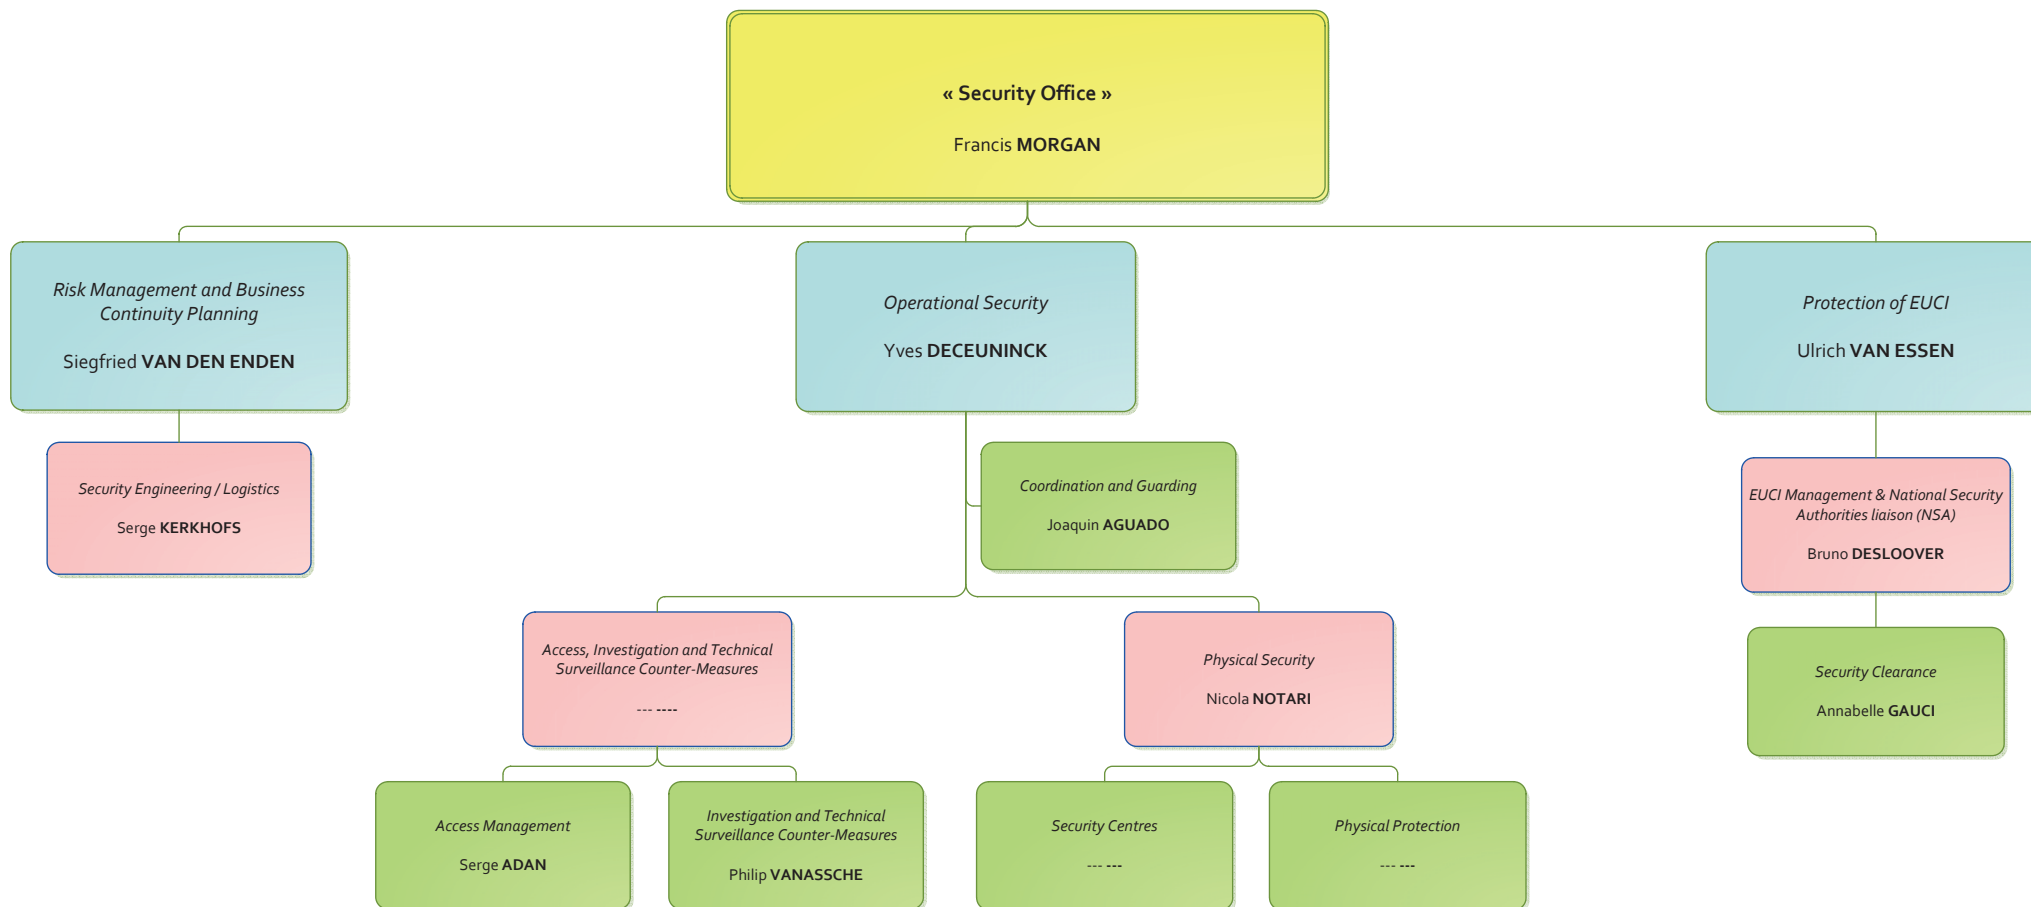 « Security Office »
Francis MORGAN
Risk Management and Business
Continuity Planning
Siegfried VAN DEN ENDEN
Operational Security
Yves DECEUNINCK
Protection of EUCI
Ulrich VAN ESSEN
Security Engineering / Logistics
Serge KERKHOFS
Coordination and Guarding
Joaquin AGUADO
EUCI Management & National Security
Authorities liaison (NSA)
Bruno DESLOOVER
Access, Investigation and Technical
Surveillance Counter-Measures
--- ----
Physical Security
Nicola NOTARI
Security Clearance
Annabelle GAUCI
Access Management
Serge ADAN
Investigation and Technical
Surveillance Counter-Measures
Philip VANASSCHE
Security Centres
--- ---
Physical Protection
--- ---